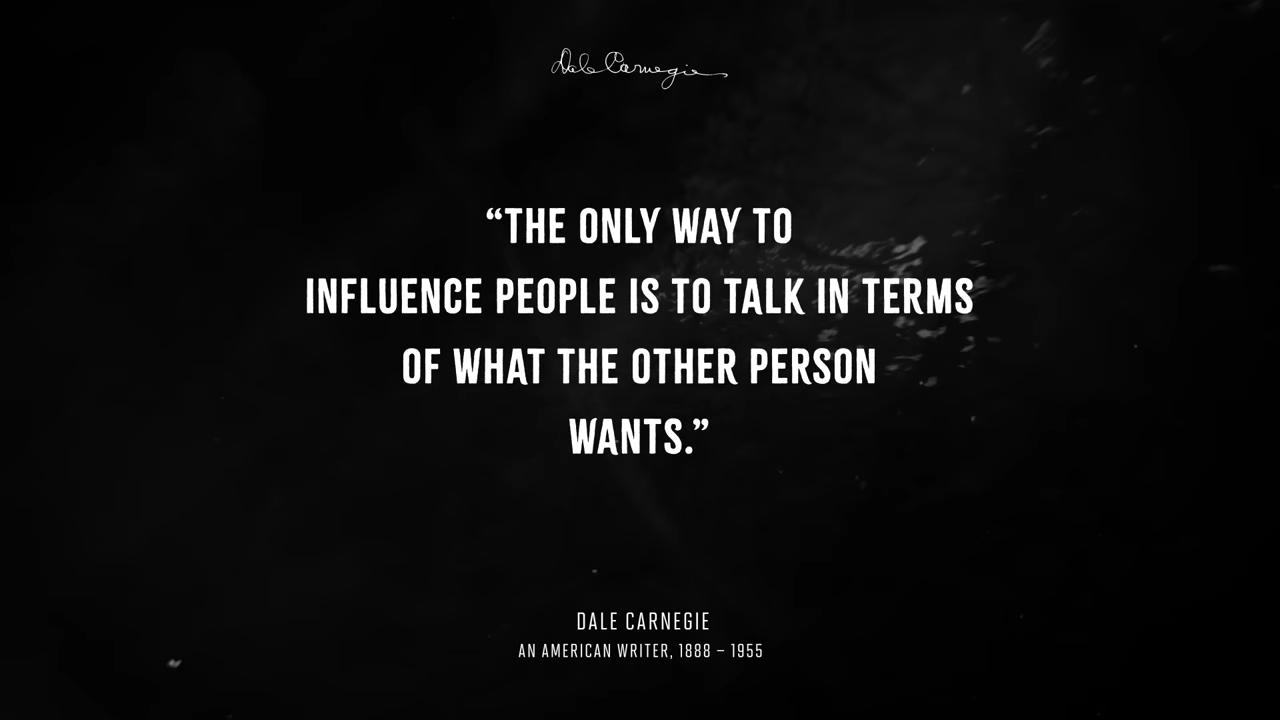 Dale Carnegie
“THE ONLY WAY TO
INFLUENCE PEOPLE IS TO TALK IN TERMS
OF WHAT THE OTHER PERSON
WANTS.”
DALE CARNEGIE
AN AMERICAN WRITER, 1888 – 1955